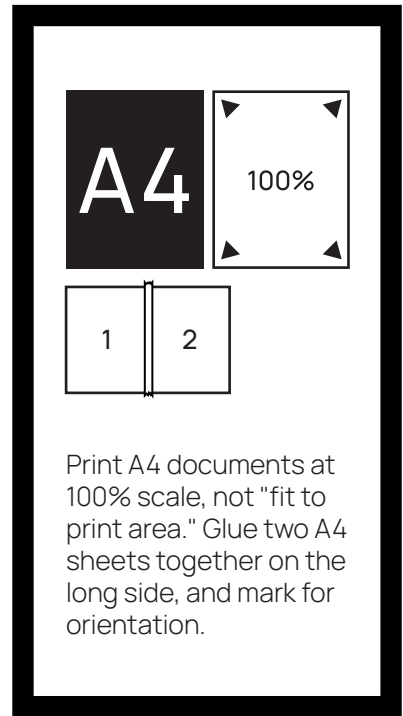 A4
100%
1
2
Print A4 documents at
100% scale, not "fit to
print area." Glue two A4
sheets together on the
long side, and mark for
orientation.